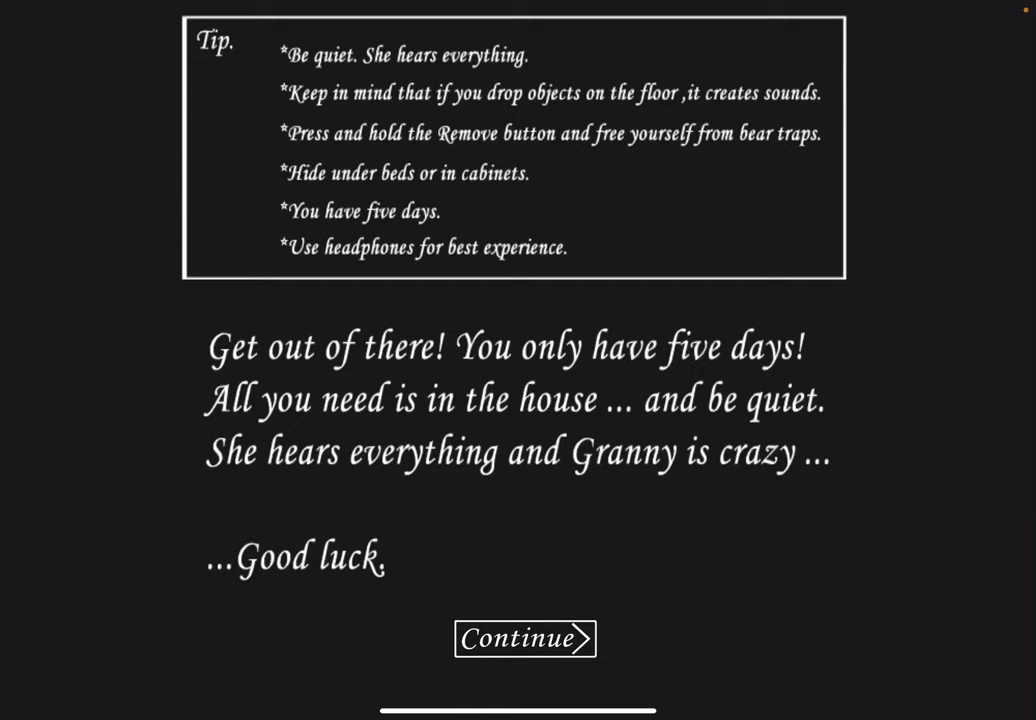 Tip.
*Be quiet. She hears everything.
*Keep in mind that if you drop objects on the floor ,it creates sounds.
*Press and hold the Remove button and free yourself from bear traps.
*Hide under beds or in cabinets.
*You have five days.
*Use headphones for best experience.
Get out of there! You only have five days!
All you need is in the house ... and be quiet.
She hears everything and Granny is crazy ...
...Good luck.
Continue